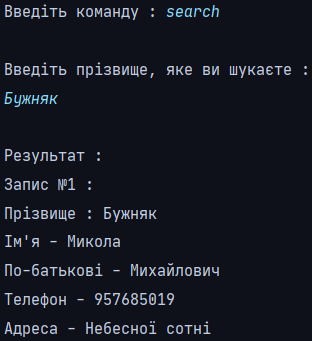 Введіть команду : search
Введіть прізвище, яке ви шукаєте :
Бужняк
Результат :
Запис №1 :
Прізвище : Бужняк
Ім'я - Микола
По-батькові - Михайлович
Телефон - 957685019
Адреса - Небесної сотні